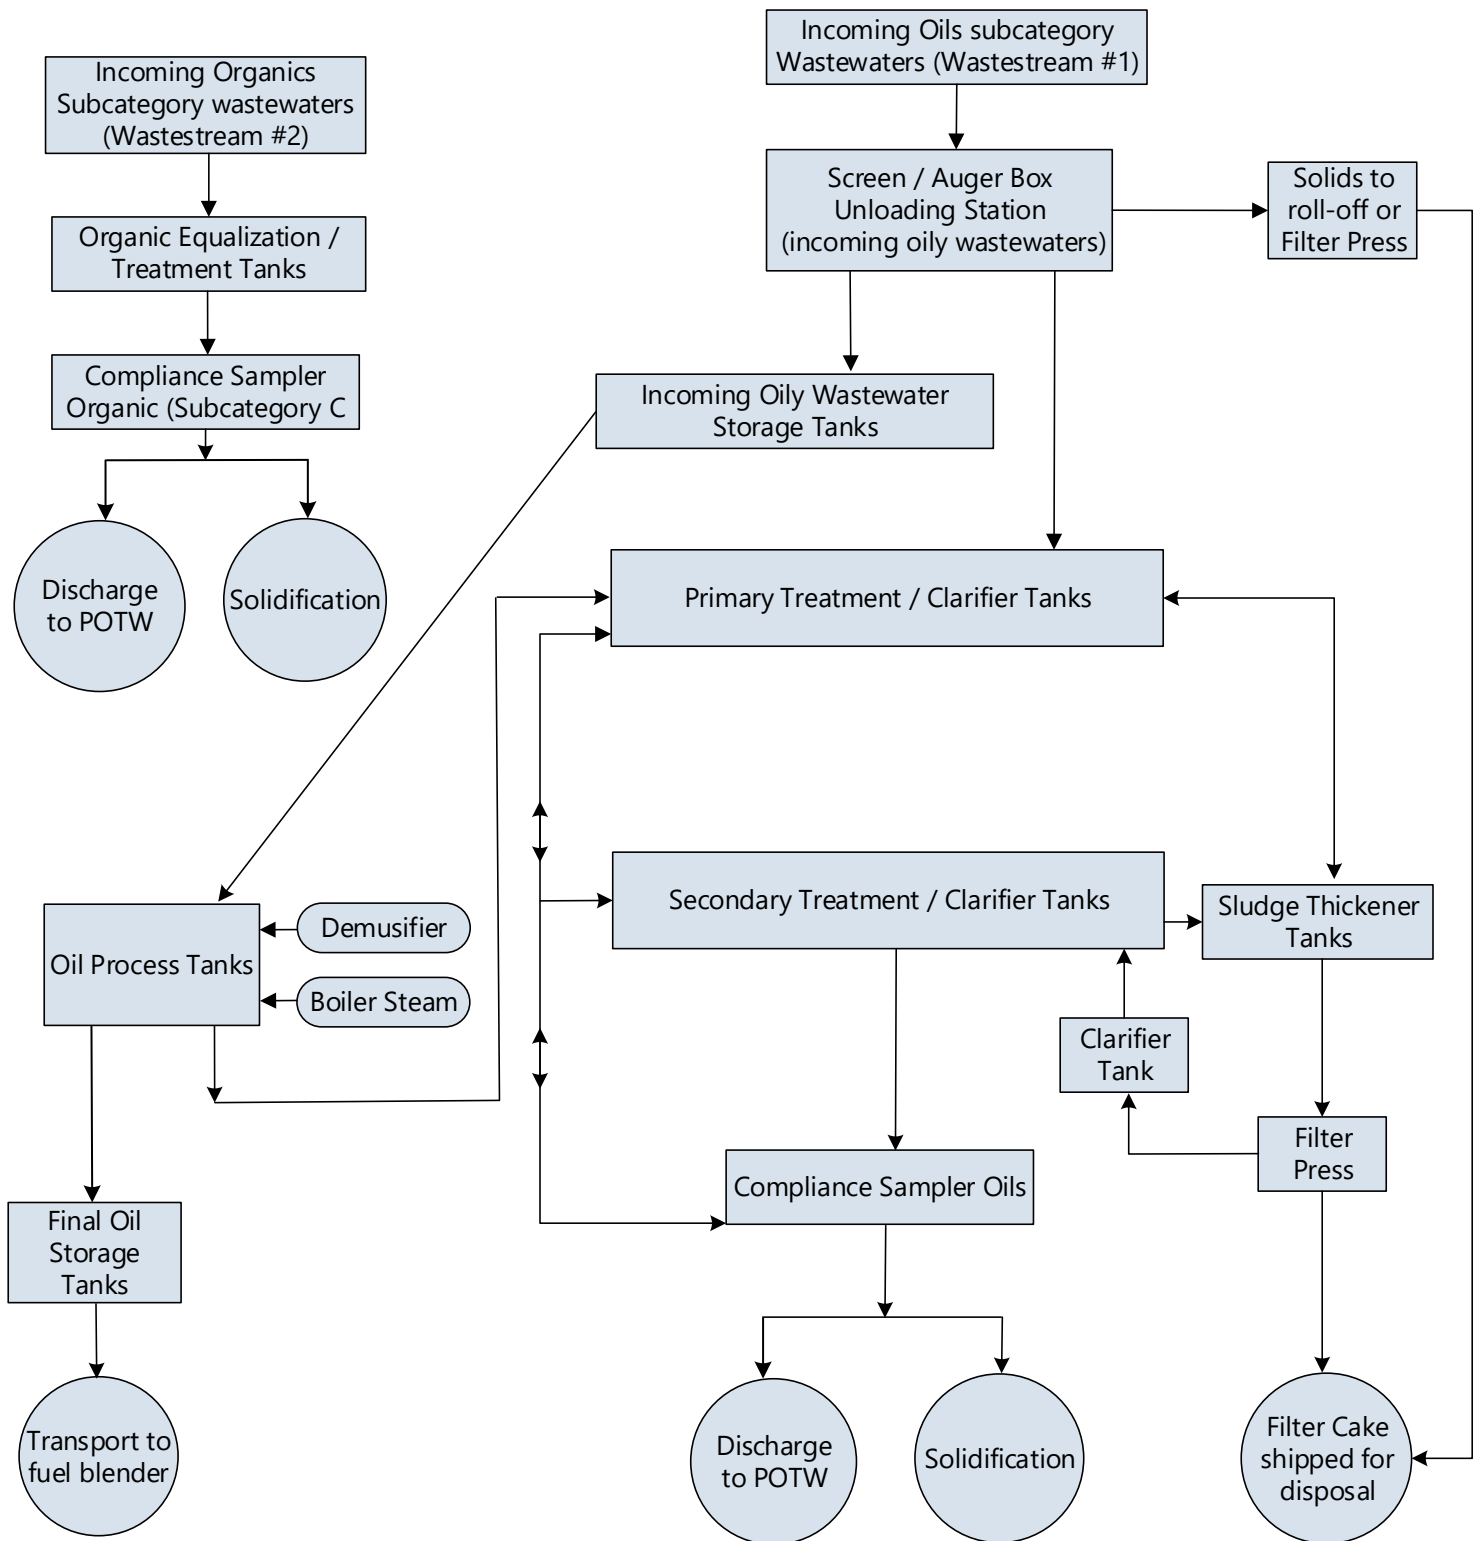 Incoming Oils subcategory
Wastewaters (Wastestream #1)
Incoming Organics
Subcategory wastewaters
(Wastestream #2)
Screen / Auger Box
Unloading Station
(incoming oily wastewaters)
Solids to
roll-off or
Filter Press
Organic Equalization /
Treatment Tanks
Compliance Sampler
Organic (Subcategory C
Incoming Oily Wastewater
Storage Tanks
Discharge
to POTW
Solidification
Primary Treatment / Clarifier Tanks
Secondary Treatment / Clarifier Tanks
Sludge Thickener
Tanks
Demusifier
Oil Process Tanks
Boiler Steam
Clarifier
Tank
Filter
Press
Compliance Sampler Oils
Final Oil
Storage
Tanks
Transport to
fuel blender
Discharge
to POTW
Solidification
Filter Cake
shipped for
disposal